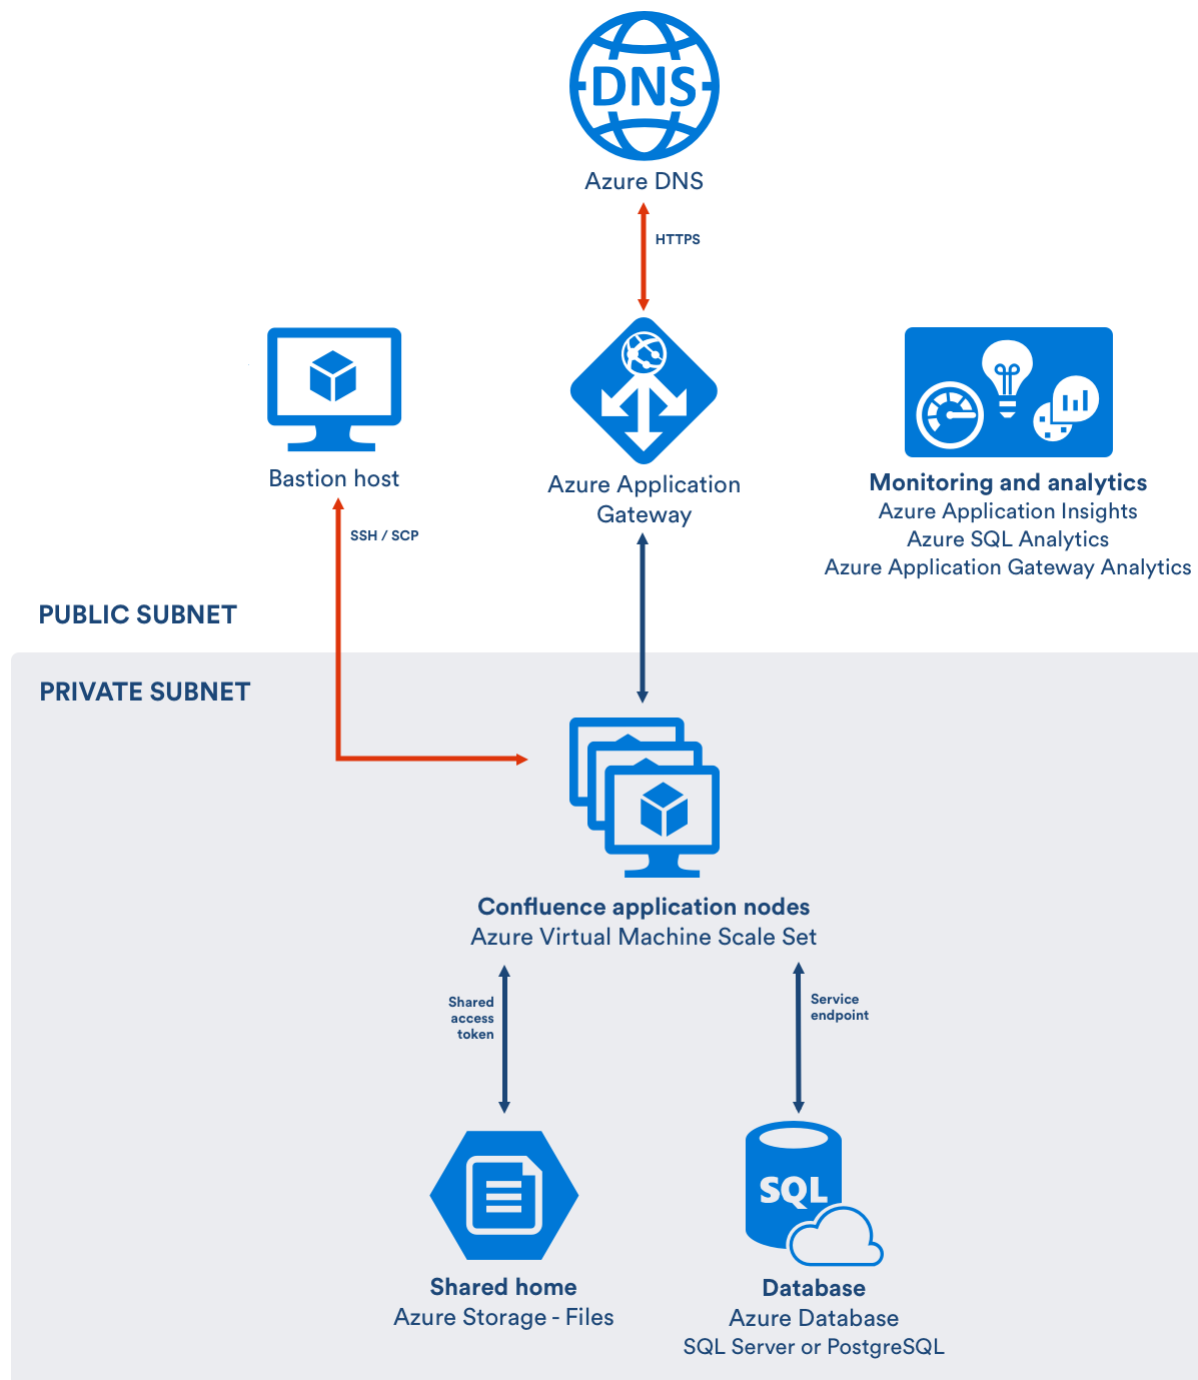 DNS
Azure DNS
HTTPS
Bastion host
SSH / SCP
Azure Application
Gateway
Monitoring and analytics
Azure Application Insights
Azure SQL Analytics
Azure Application Gateway Analytics
PUBLIC SUBNET
PRIVATE SUBNET
Confluence application nodes
Azure Virtual Machine Scale Set
Shared
access
token
Service
endpoint
Shared home
Azure Storage - Files
SQL
Database
Azure Database
SQL Server or PostgreSQL